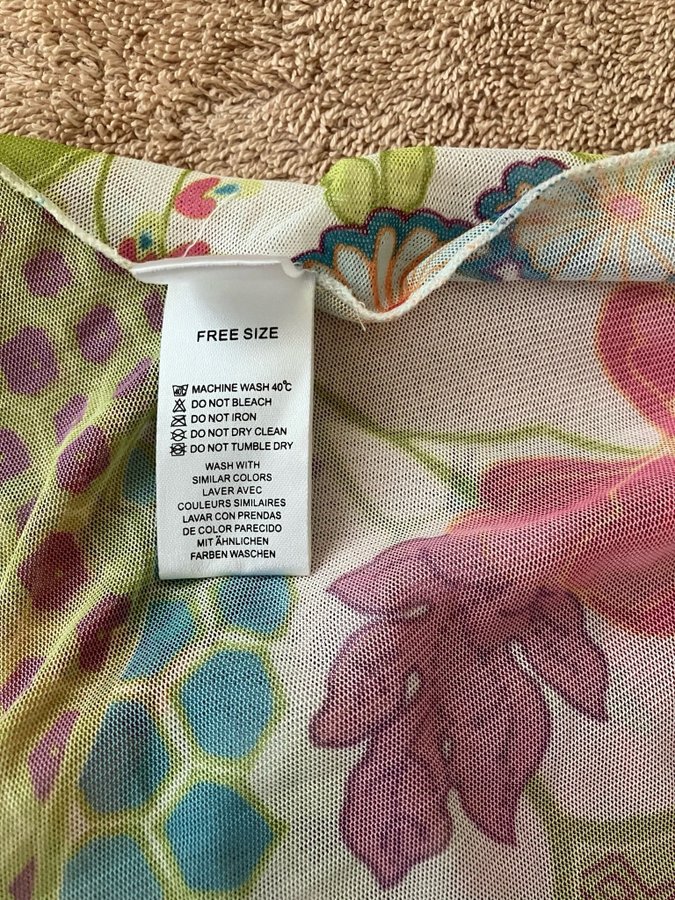 FREE SIZE
MACHINE WASH 40°C
DO NOT BLEACH
DO NOT IRON
DO NOT DRY CLEAN
DO NOT TUMBLE DRY
WASH WITH
SIMILAR COLORS
LAVER AVEC
COULEURS SIMILAIRES
LAVAR CON PRENDAS
DE COLOR PARECIDO
MIT ÄHNLICHEN
FARBEN WASCHEN